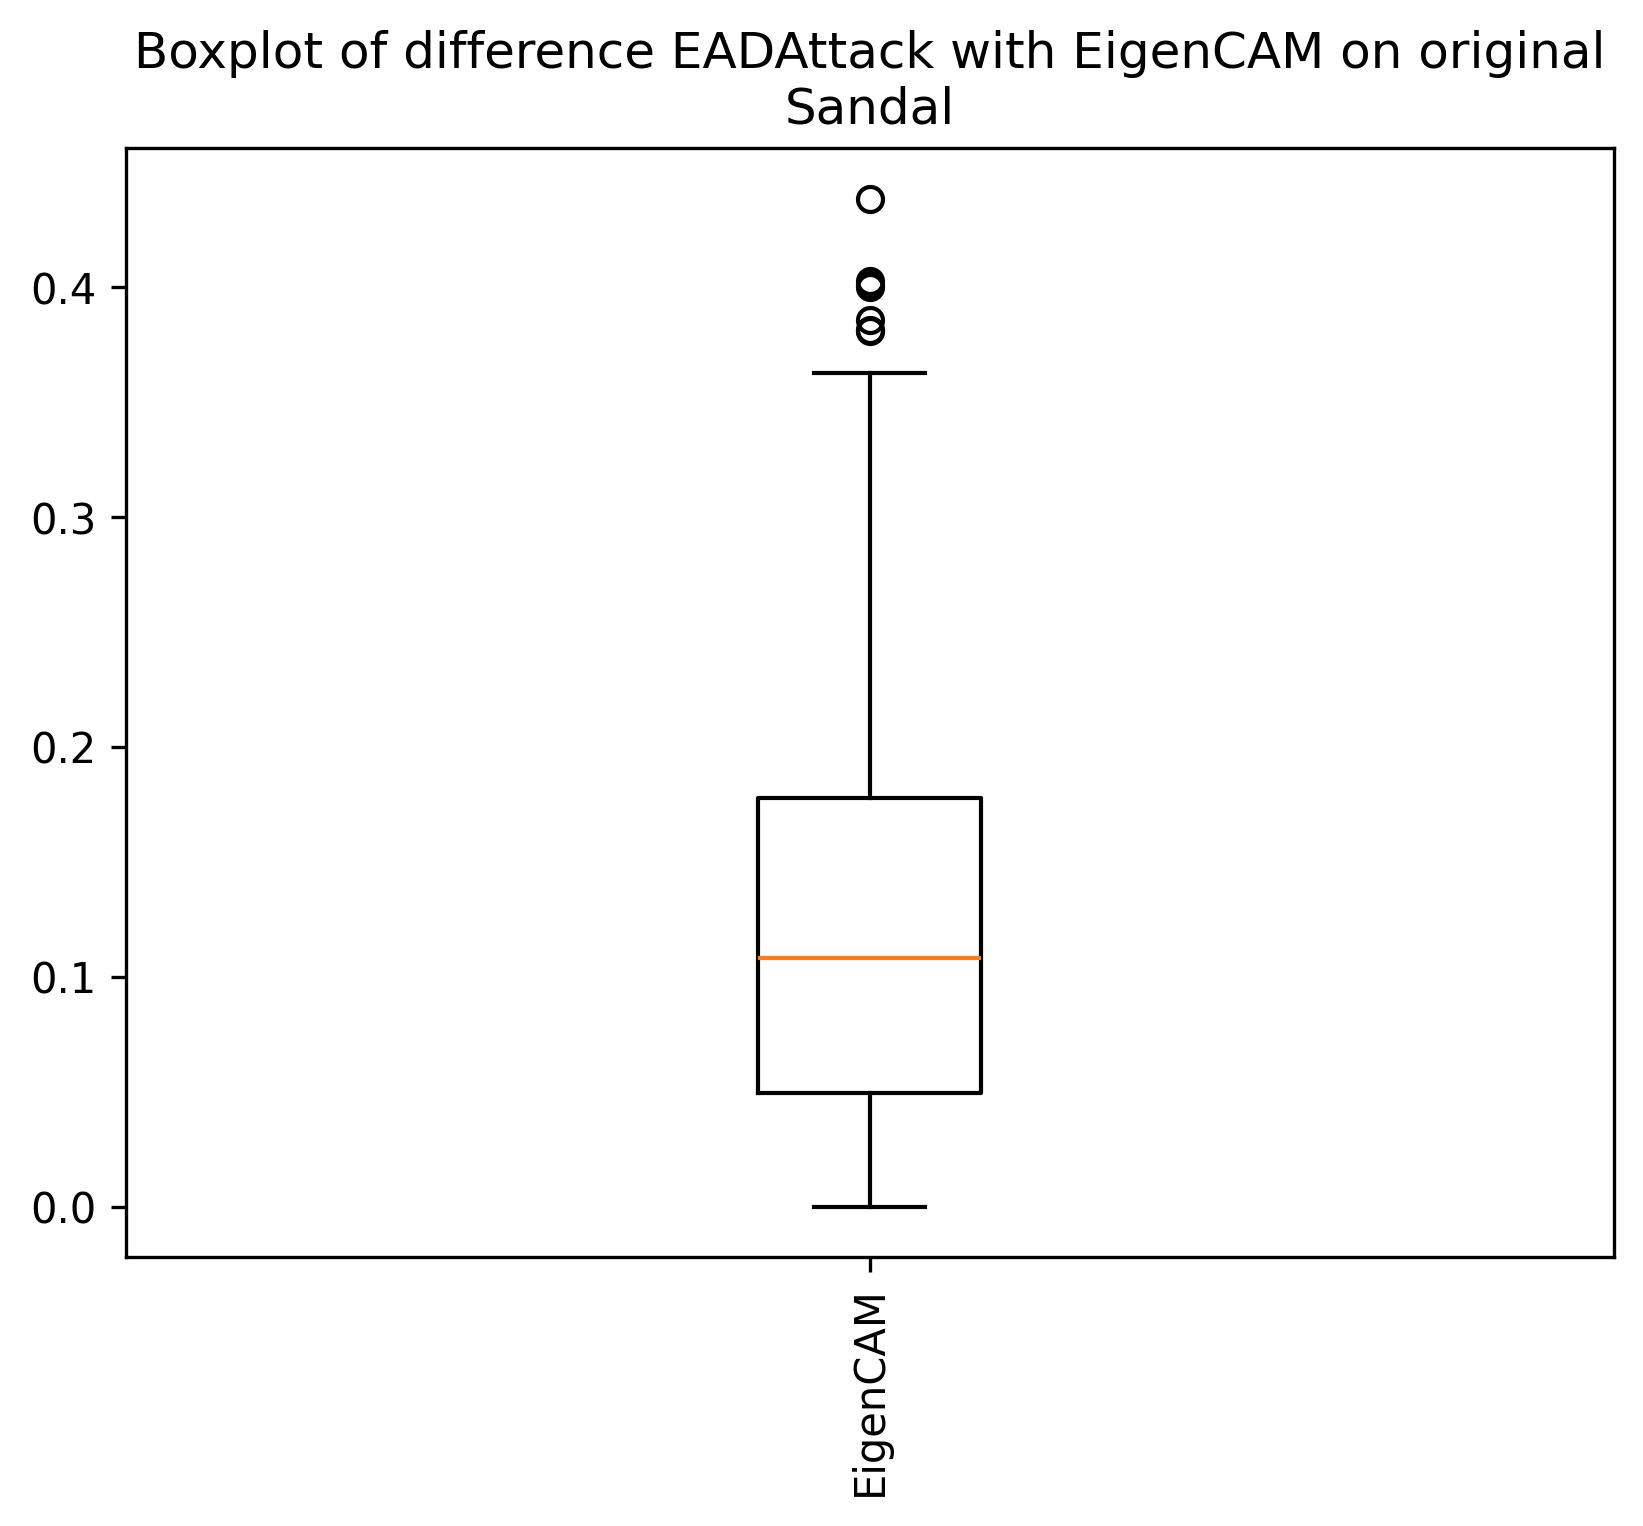 Boxplot of difference EADAttack with EigenCAM on original
Sandal
0.4
0.3
0.2
0.1
0.0
EigenCAM